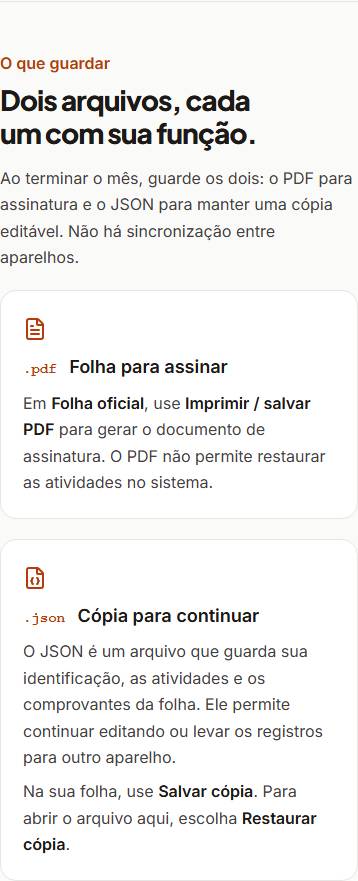 O que guardar
Dois arquivos, cada
um com sua função.
Ao terminar o mês, guarde os dois: o PDF para
assinatura e o JSON para manter uma cópia
editável. Não há sincronização entre
aparelhos.
.pdf Folha para assinar
Em Folha oficial, use Imprimir / salvar
PDF para gerar o documento de
assinatura. O PDF não permite restaurar
as atividades no sistema.
.json Cópia para continuar
O JSON é um arquivo que guarda sua
identificação, as atividades e os
comprovantes da folha. Ele permite
continuar editando ou levar os registros
para outro aparelho.
Na sua folha, use Salvar cópia. Para
abrir o arquivo aqui, escolha Restaurar
cópia.